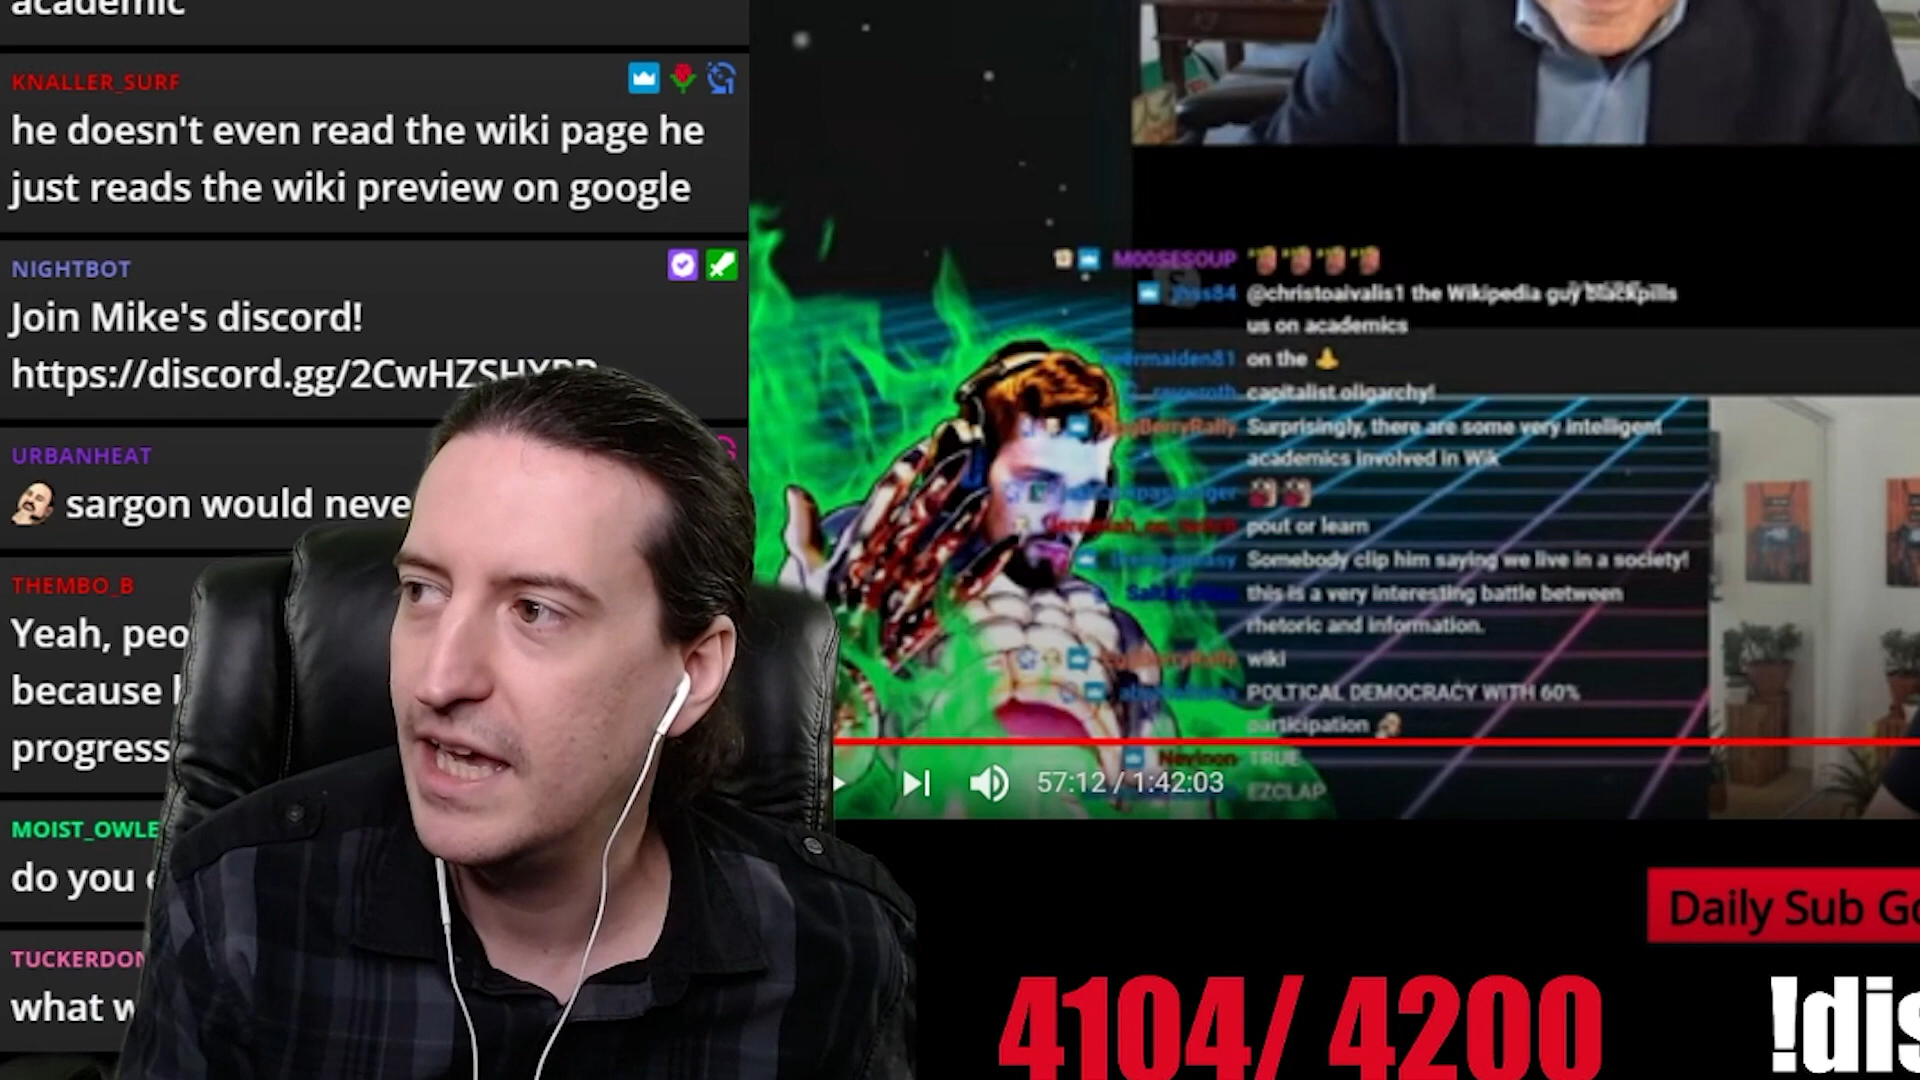 academic
KNALLER_SURF
he doesn't even read the wiki page he
just reads the wiki preview on google
NIGHTBOT
Join Mike's discord!
https://discord.gg/2CwHZSHYRR
URBANHEAT
sargon would neve
THEMBO_B
Yeah, peo
because
progress
MOIST_OWLE
do you
TUCKERDON
what w
M00SESOUP
@christoaivalis1 the Wikipedia guy blackpills
us on academics
on the
capitalist oligarchy!
Surprisingly, there are some very intelligent
academics involved in Wik
pout or learn
Somebody clip him saying we live in a society!
this is a very interesting battle between
rhetoric and information.
wiki
POLTICAL DEMOCRACY WITH 60%
participation
Nevinon TRUE
EZCLAP
57:12 / 1:42:03
Daily Sub Go
4104/ 4200
!dis